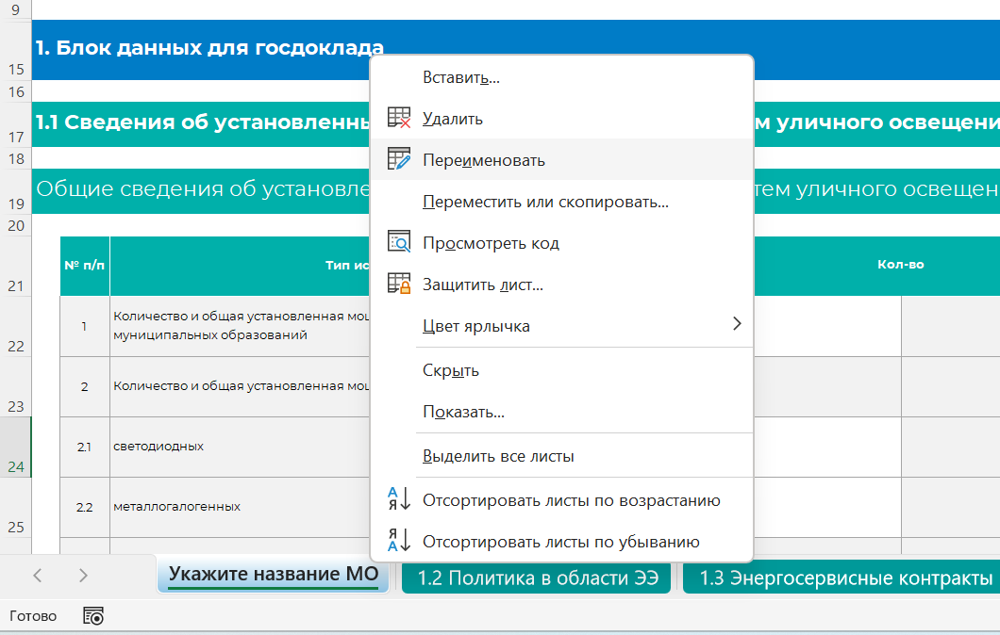 9
1. Блок данных для госдоклада
15
16
1.1 Сведения об установленны
м уличного освещени
17
18
Общие сведения об установле
тем уличного освещен
19
20
№ п/п
Тип ис
Кол-во
21
1
Количество и общая установленная мощ
муниципальных образований
22
2
Количество и общая установленная мощ
23
2.1
светодиодных
24
2.2
металлогалогенных
25
Вставить...
Удалить
Переименовать
Переместить или скопировать...
Просмотреть код
Защитить лист...
Цвет ярлычка
Скрыть
Показать...
Выделить все листы
Отсортировать листы по возрастанию
Отсортировать листы по убыванию
Укажите название МО
1.2 Политика в области ЭЭ
1.3 Энергосервисные контракты
Готово